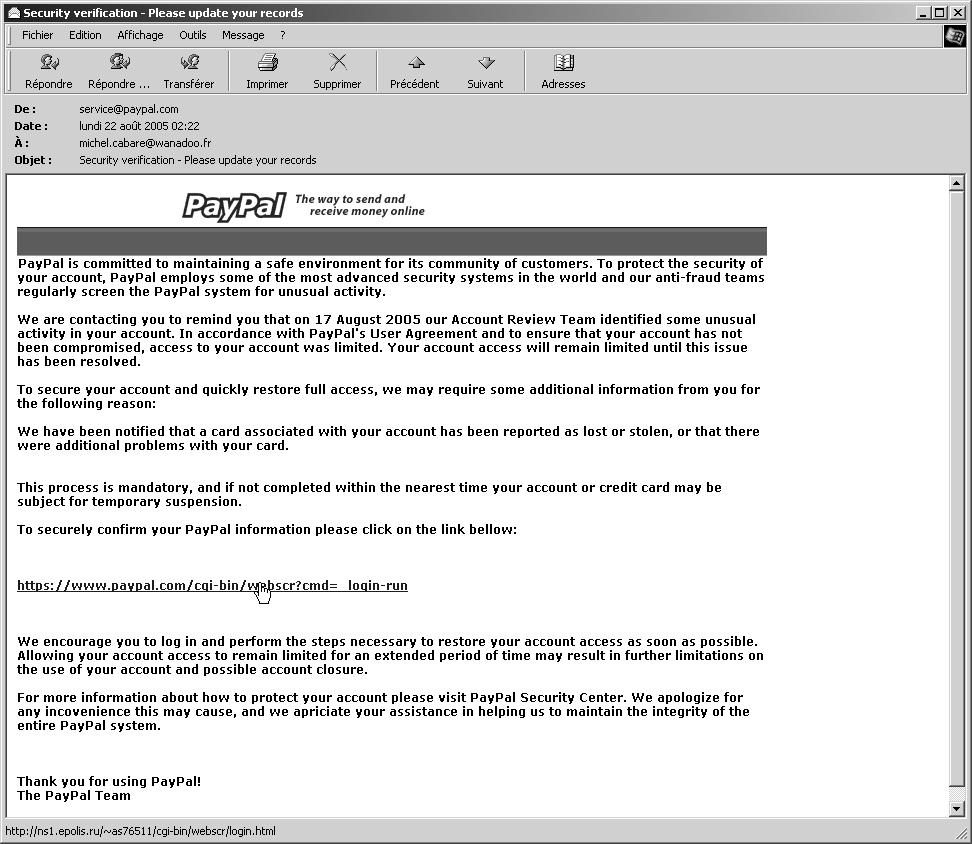 Security verification - Please update your records
Fichier Edition Affichage Outils Message ?
Répondre Répondre ... Transférer Imprimer Supprimer Précédent Suivant Adresses
De : service@paypal.com
Date : lundi 22 août 2005 02:22
À : michel.cabare@wanadoo.fr
Objet : Security verification - Please update your records
PayPal The way to send and
receive money online
PayPal is committed to maintaining a safe environment for its community of customers. To protect the security of
your account, PayPal employs some of the most advanced security systems in the world and our anti-fraud teams
regularly screen the PayPal system for unusual activity.
We are contacting you to remind you that on 17 August 2005 our Account Review Team identified some unusual
activity in your account. In accordance with PayPal's User Agreement and to ensure that your account has not
been compromised, access to your account was limited. Your account access will remain limited until this issue
has been resolved.
To secure your account and quickly restore full access, we may require some additional information from you for
the following reason:
We have been notified that a card associated with your account has been reported as lost or stolen, or that there
were additional problems with your card.
This process is mandatory, and if not completed within the nearest time your account or credit card may be
subject for temporary suspension.
To securely confirm your PayPal information please click on the link bellow:
https://www.paypal.com/cgi-bin/webscr?cmd=_login-run
We encourage you to log in and perform the steps necessary to restore your account access as soon as possible.
Allowing your account access to remain limited for an extended period of time may result in further limitations on
the use of your account and possible account closure.
For more information about how to protect your account please visit PayPal Security Center. We apologize for
any incovenience this may cause, and we apriciate your assistance in helping us to maintain the integrity of the
entire PayPal system.
Thank you for using PayPal!
The PayPal Team
http://ns1.epolis.ru/~as76511/cgi-bin/webscr/login.html